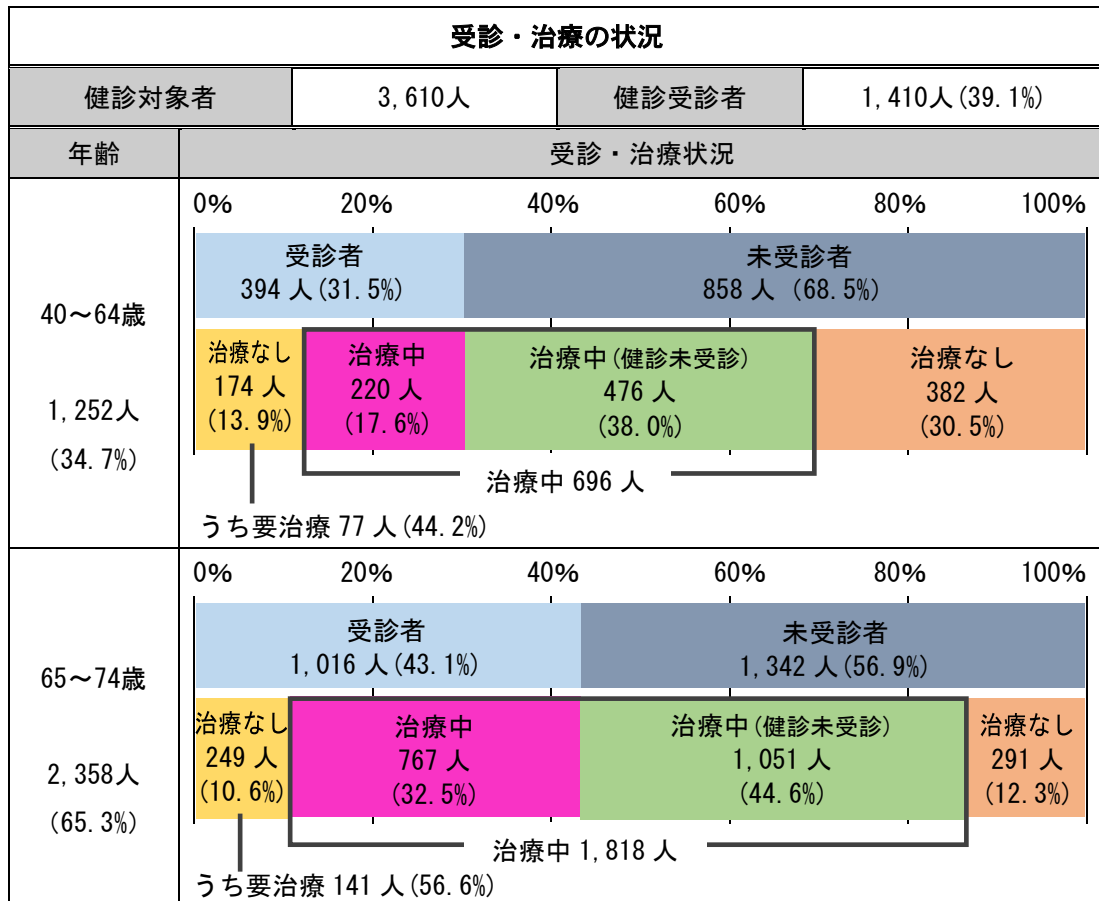 受診・治療の状況
健診対象者 3,610人 健診受診者 1,410人(39.1%)
年齢 受診・治療状況
40～64歳
1,252人
(34.7%)
0% 20% 40% 60% 80% 100%
受診者
394 人(31.5%)
未受診者
858 人 (68.5%)
治療なし
174 人
(13.9%)
治療中
220 人
(17.6%)
治療中(健診未受診)
476 人
(38.0%)
治療なし
382 人
(30.5%)
治療中 696 人
うち要治療 77 人(44.2%)
65～74歳
2,358人
(65.3%)
0% 20% 40% 60% 80% 100%
受診者
1,016 人(43.1%)
未受診者
1,342 人(56.9%)
治療なし
249 人
(10.6%)
治療中
767 人
(32.5%)
治療中(健診未受診)
1,051 人
(44.6%)
治療なし
291 人
(12.3%)
治療中 1,818 人
うち要治療 141 人(56.6%)